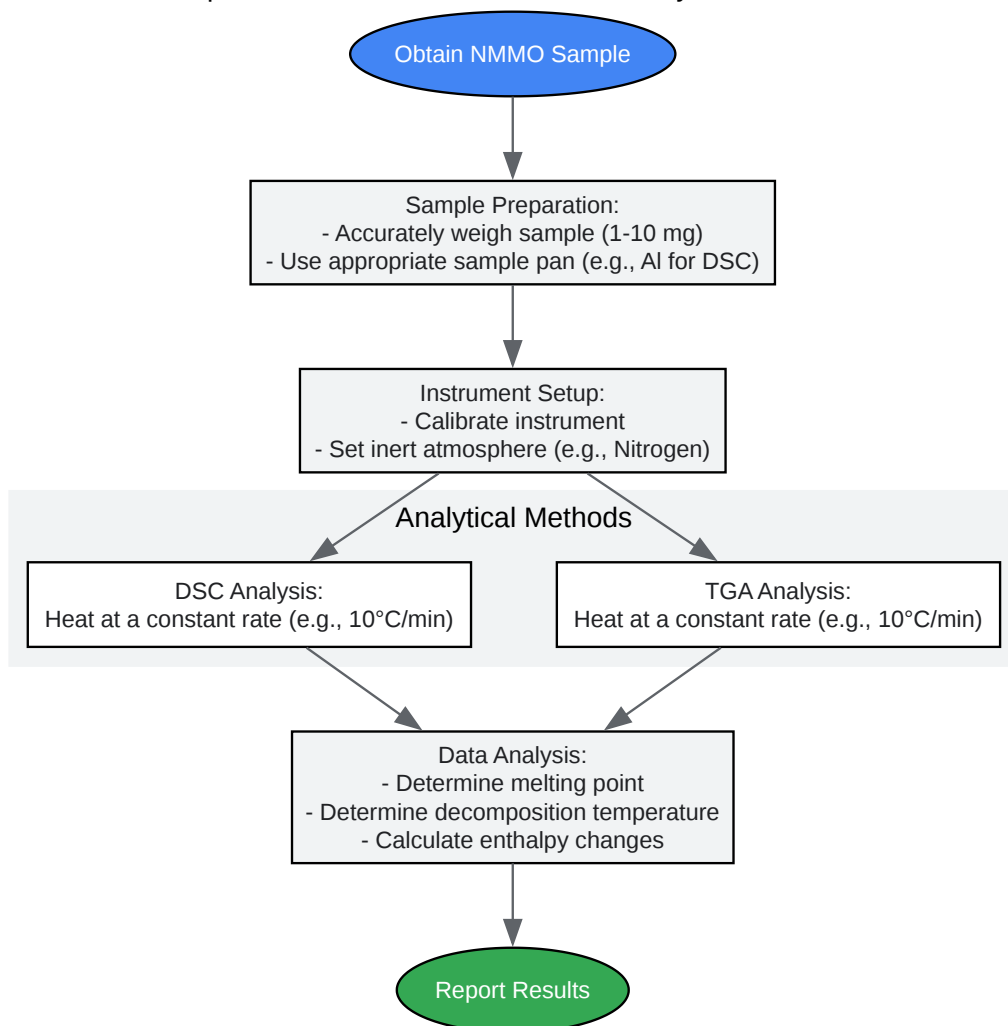 Obtain NMMO Sample
Sample Preparation:
- Accurately weigh sample (1-10 mg)
- Use appropriate sample pan (e.g., Al for DSC)
Instrument Setup:
- Calibrate instrument
- Set inert atmosphere (e.g., Nitrogen)
Analytical Methods
DSC Analysis:
Heat at a constant rate (e.g., 10°C/min)
TGA Analysis:
Heat at a constant rate (e.g., 10°C/min)
Data Analysis:
- Determine melting point
- Determine decomposition temperature
- Calculate enthalpy changes
Report Results